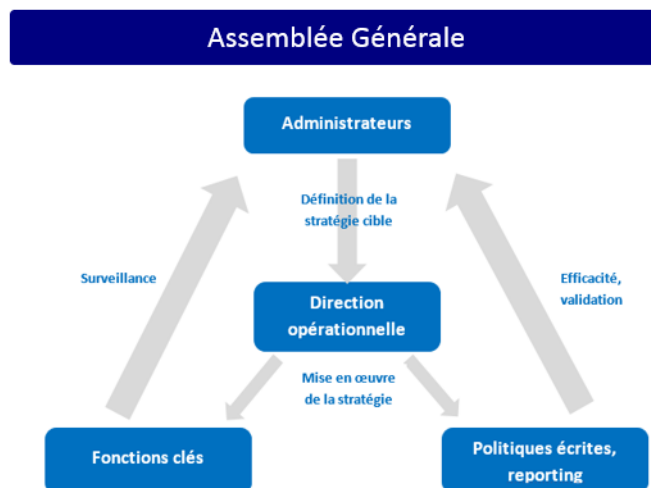 Assemblée Générale
Administrateurs
Définition de la
stratégie cible
Surveillance
Efficacité,
validation
Direction
opérationnelle
Mise en œuvre
de la stratégie
Fonctions clés
Politiques écrites,
reporting